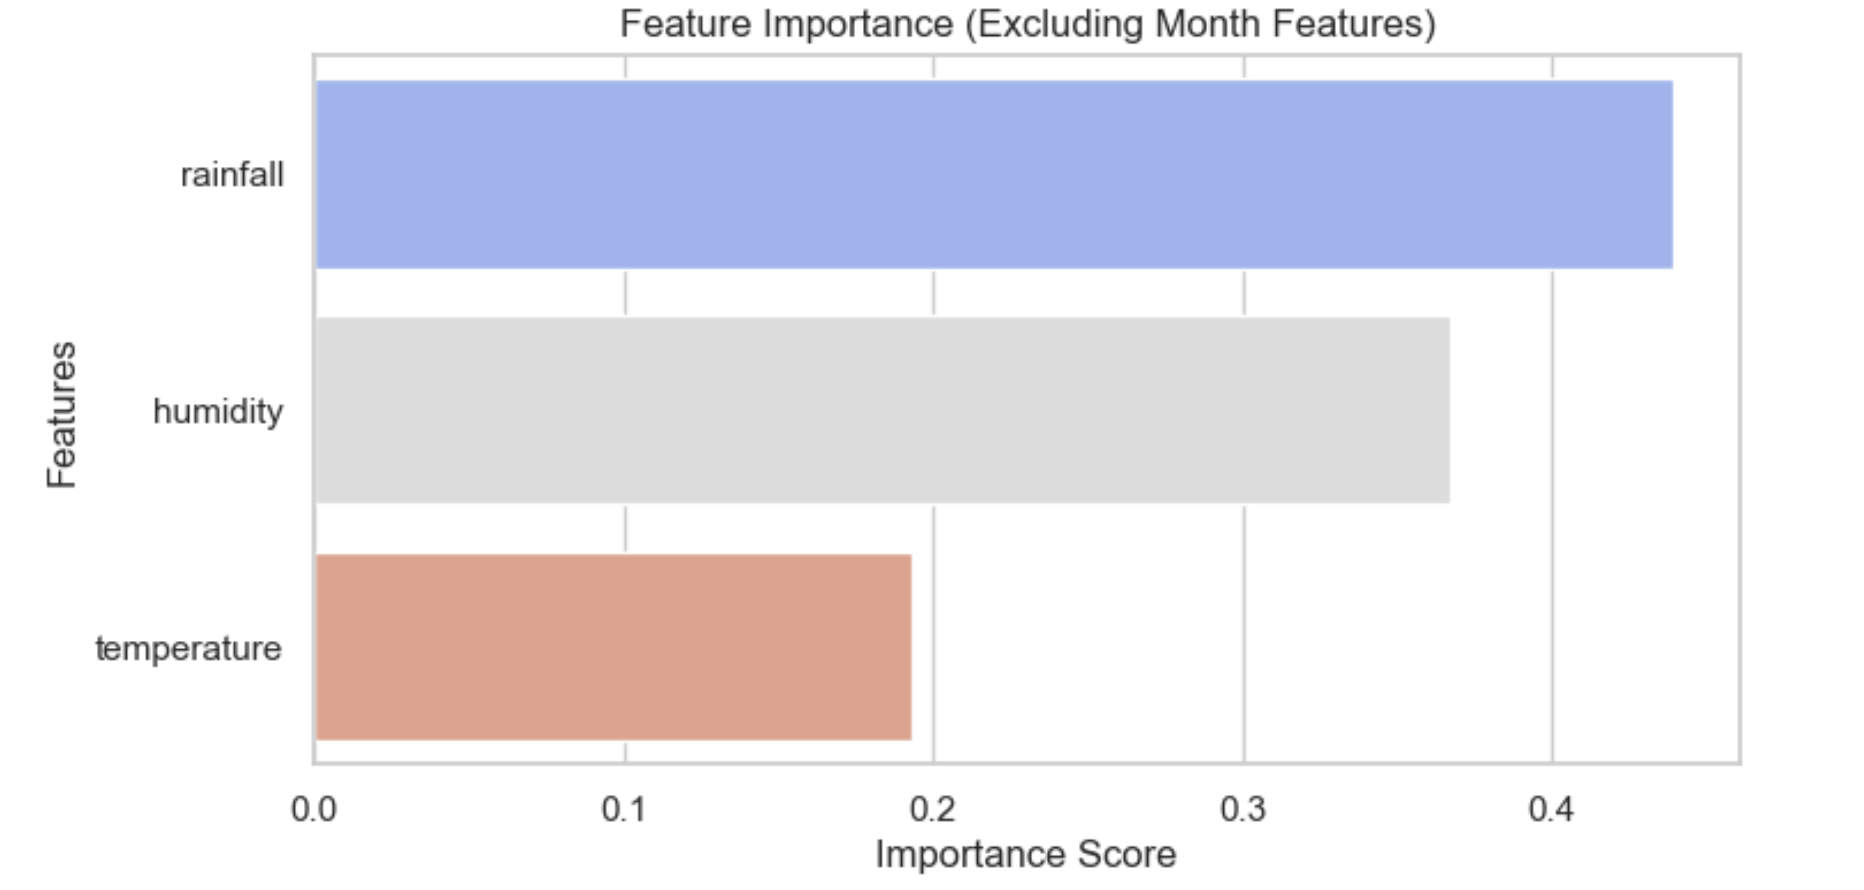 Feature Importance (Excluding Month Features)
rainfall
humidity
temperature
Features
0.0 0.1 0.2 0.3 0.4
Importance Score